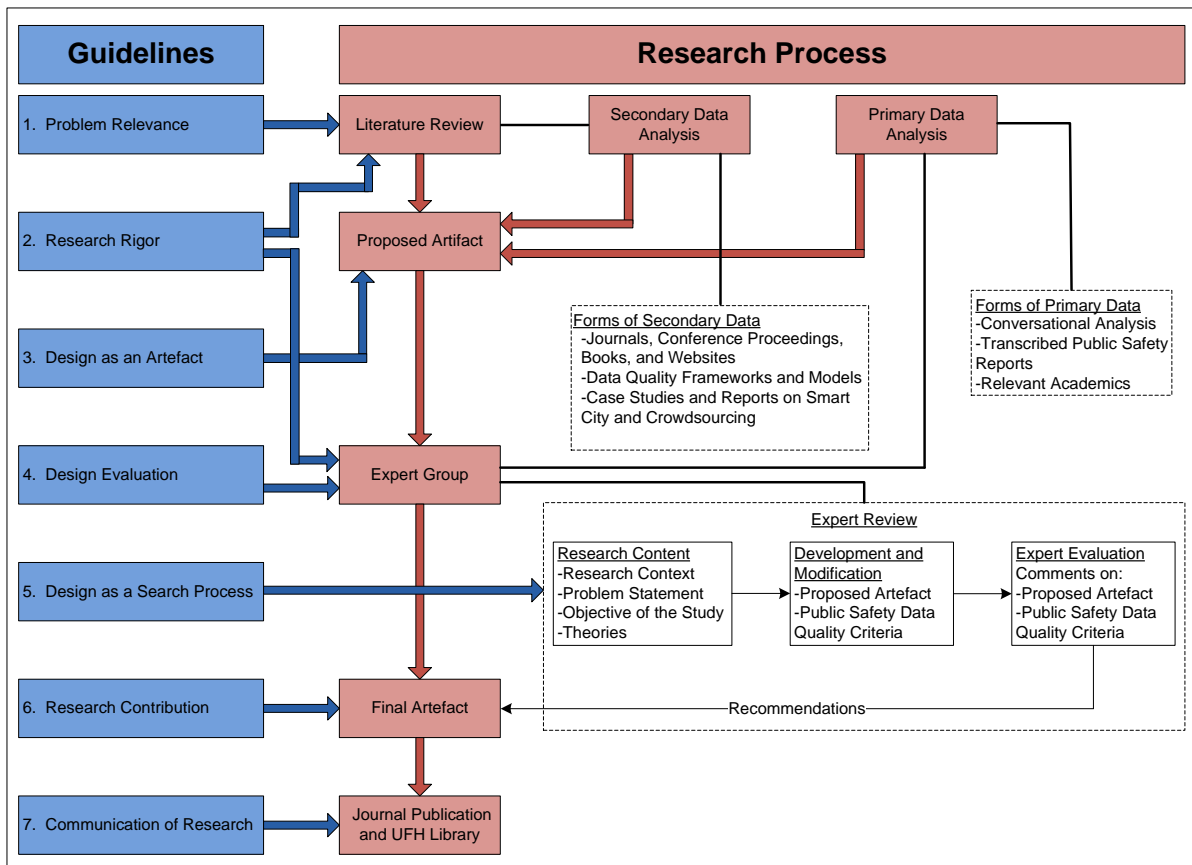 Guidelines
Research Process
1. Problem Relevance
Literature Review
Secondary Data
Analysis
Primary Data
Analysis
2. Research Rigor
Proposed Artifact
3. Design as an Artefact
Forms of Secondary Data
-Journals, Conference Proceedings,
Books, and Websites
-Data Quality Frameworks and Models
-Case Studies and Reports on Smart
City and Crowdsourcing
Forms of Primary Data
-Conversational Analysis
-Transcribed Public Safety
Reports
-Relevant Academics
4. Design Evaluation
Expert Group
Expert Review
5. Design as a Search Process
Research Content
-Research Context
-Problem Statement
-Objective of the Study
-Theories
Development and
Modification
-Proposed Artefact
-Public Safety Data
Quality Criteria
Expert Evaluation
Comments on:
-Proposed Artefact
-Public Safety Data
Quality Criteria
6. Research Contribution
Final Artefact
Recommendations
7. Communication of Research
Journal Publication
and UFH Library